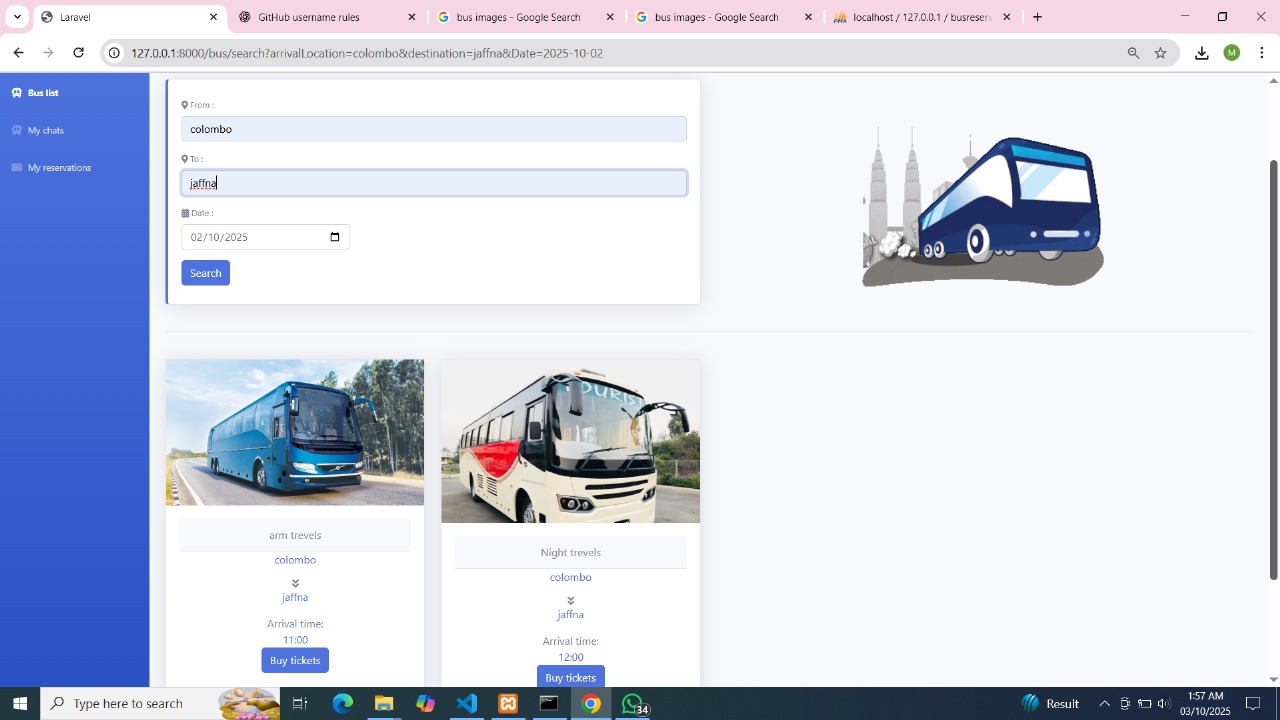 Laravel
GitHub username rules
bus images - Google Search
bus images - Google Search
localhost / 127.0.0.1 / busreserv
127.0.0.1:8000/bus/search?arrivalLocation=colombo&destination=jaffna&Date=2025-10-02
M
Bus list
My chats
My reservations
From :
colombo
To :
jaffna
Date :
02/10/2025
Search
TOURIST
arm trevels
colombo
jaffna
Arrival time:
11:00
Buy tickets
Night trevels
colombo
jaffna
Arrival time:
12:00
Buy tickets
Type here to search
34
Result
1:57 AM
03/10/2025